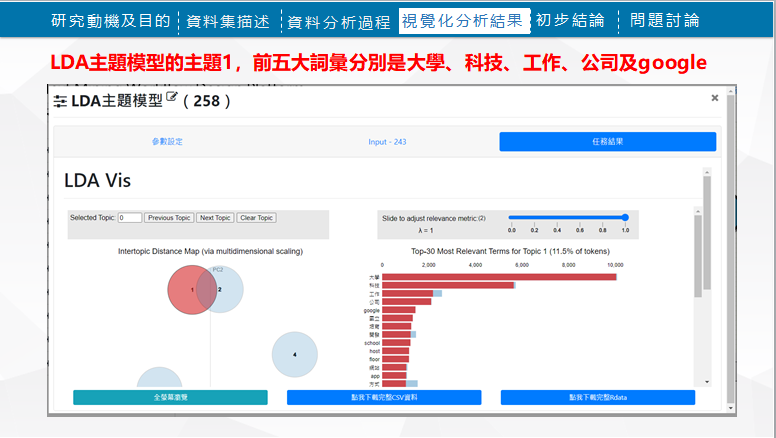 研究動機及目的 資料集描述 資料分析過程 視覺化分析結果 初步結論 問題討論
LDA主題模型的主題1，前五大詞彙分別是大學、科技、工作、公司及google
LDA主題模型（258）
×
參數設定 Input - 243 任務結果
LDA Vis
Selected Topic: 0 Previous Topic Next Topic Clear Topic
Slide to adjust relevance metric:(2)
λ = 1
0.0 0.2 0.4 0.6 0.8 1.0
Intertopic Distance Map (via multidimensional scaling)
PC2
1
2
4
Top-30 Most Relevant Terms for Topic 1 (11.5% of tokens)
0 2,000 4,000 6,000 8,000 10,000
大學
科技
工作
公司
google
開發
school
host
floor
網站
app
方式
全螢幕瀏覽 點我下載完整CSV資料 點我下載完整Rdata